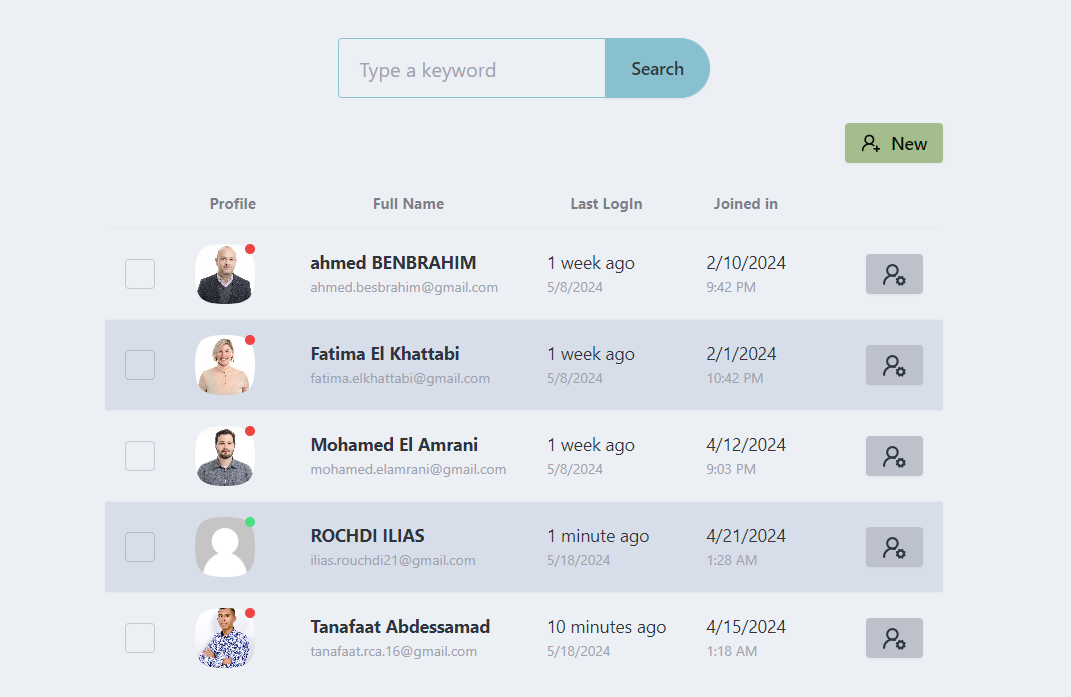 Type a keyword
Search
New
Profile Full Name Last LogIn Joined in
ahmed BENBRAHIM 1 week ago 2/10/2024
ahmed.besbrahim@gmail.com 5/8/2024 9:42 PM
Fatima El Khattabi 1 week ago 2/1/2024
fatima.elkhattabi@gmail.com 5/8/2024 10:42 PM
Mohamed El Amrani 1 week ago 4/12/2024
mohamed.elamrani@gmail.com 5/8/2024 9:03 PM
ROCHDI ILIAS 1 minute ago 4/21/2024
ilias.rouchdi21@gmail.com 5/18/2024 1:28 AM
Tanafaat Abdessamad 10 minutes ago 4/15/2024
tanafaat.rca.16@gmail.com 5/18/2024 1:18 AM